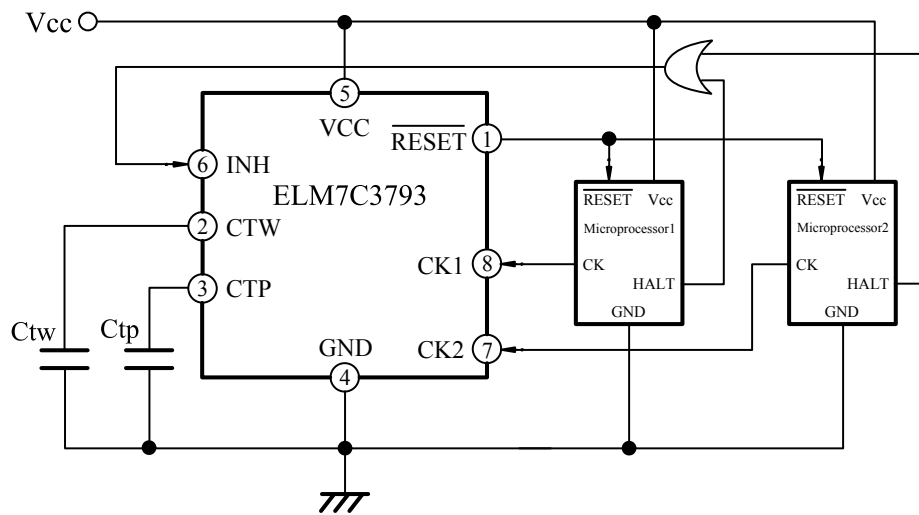 Vcc
5
VCC
1
RESET
6
INH
ELM7C3793
RESET Vcc
RESET Vcc
2
CTW
Microprocessor1
Microprocessor2
CK1
8
CK
CK
3
CTP
HALT
HALT
Ctw
Ctp
GND
GND
GND
CK2
7
4